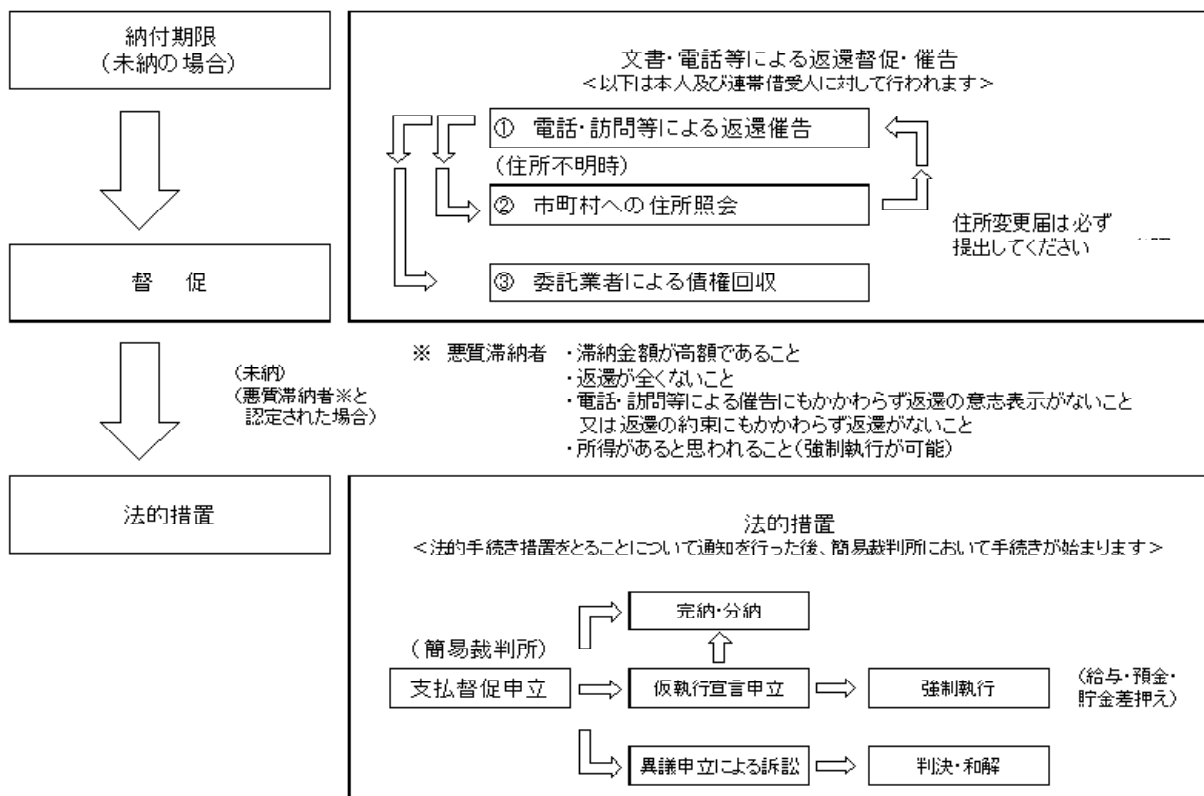 納付期限
(未納の場合)
文書・電話等による返還督促・催告
<以下は本人及び連帯借受人に対して行われます>
① 電話・訪問等による返還催告
(住所不明時)
② 市町村への住所照会
住所変更届は必ず
提出してください
督 促
③ 委託業者による債権回収
(未納)
(悪質滞納者※と
認定された場合)
※ 悪質滞納者 ・滞納金額が高額であること
・返還が全くないこと
・電話・訪問等による催告にもかかわらず返還の意志表示がないこと
又は返還の約束にもかかわらず返還がないこと
・所得があると思われること(強制執行が可能)
法的措置
法的措置
<法的手続き措置をとることについて通知を行った後、簡易裁判所において手続きが始まります>
完納・分納
(簡易裁判所)
支払督促申立
仮執行宣言申立
強制執行
(給与・預金・
貯金差押え)
異議申立による訴訟
判決・和解